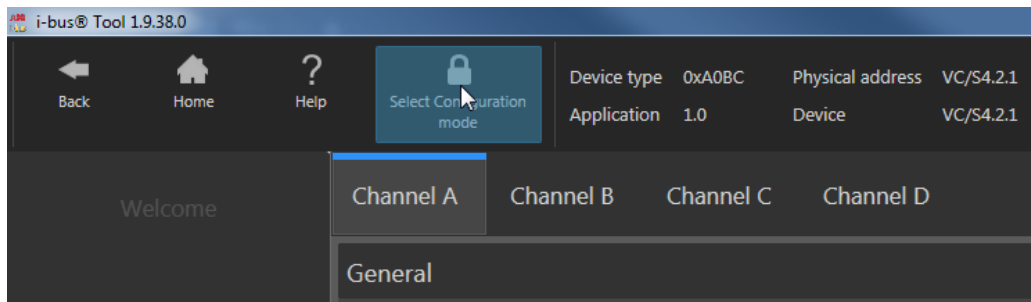 i-bus® Tool 1.9.38.0
Back
Home
Help
Select Configuration
mode
Device type 0xA0BC Physical address VC/S4.2.1
Application 1.0 Device VC/S4.2.1
Welcome
Channel A Channel B Channel C Channel D
General